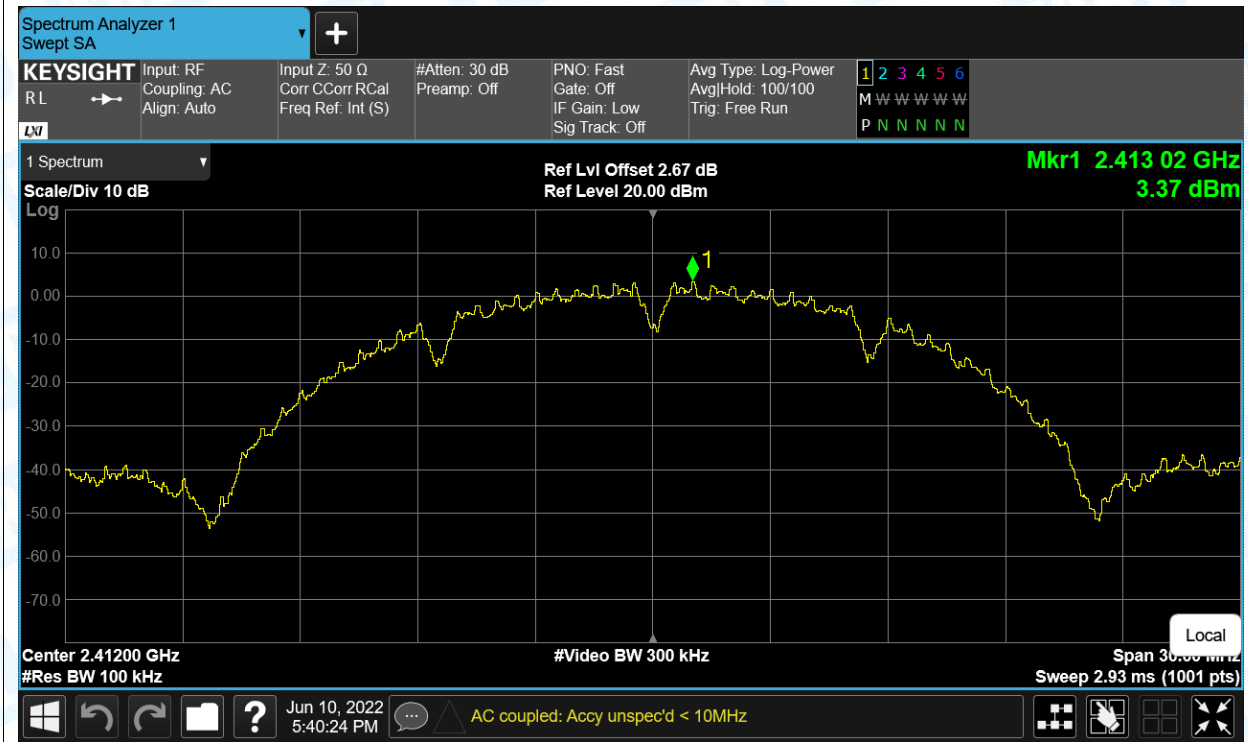 Spectrum Analyzer 1
Swept SA
KEYSIGHT
R L
LXI
Input: RF
Coupling: AC
Align: Auto
Input Z: 50 Ω
Corr CCorr RCal
Freq Ref: Int (S)
#Atten: 30 dB
Preamp: Off
PNO: Fast
Gate: Off
IF Gain: Low
Sig Track: Off
Avg Type: Log-Power
Avg|Hold: 100/100
Trig: Free Run
1 2 3 4 5 6
M W W W W W
P N N N N N
1 Spectrum
Scale/Div 10 dB
Log
Ref Lvl Offset 2.67 dB
Ref Level 20.00 dBm
Mkr1 2.413 02 GHz
3.37 dBm
10.0
0.00
-10.0
-20.0
-30.0
-40.0
-50.0
-60.0
-70.0
1
Local
Center 2.41200 GHz
#Res BW 100 kHz
#Video BW 300 kHz
Span 30.00 MHz
Sweep 2.93 ms (1001 pts)
?
Jun 10, 2022
5:40:24 PM
AC coupled: Accy unspec'd < 10MHz